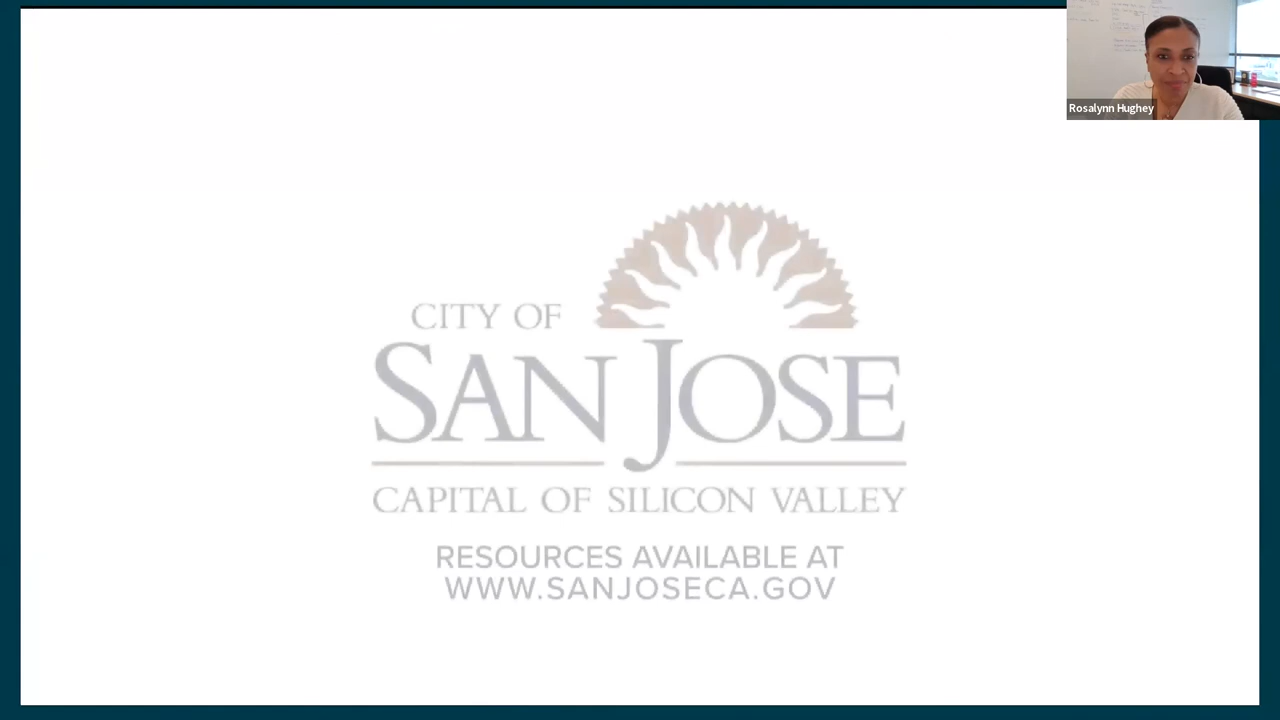 Rosalynn Hughey
CITY OF
SAN JOSE
CAPITAL OF SILICON VALLEY
RESOURCES AVAILABLE AT
WWW.SANJOSECA.GOV